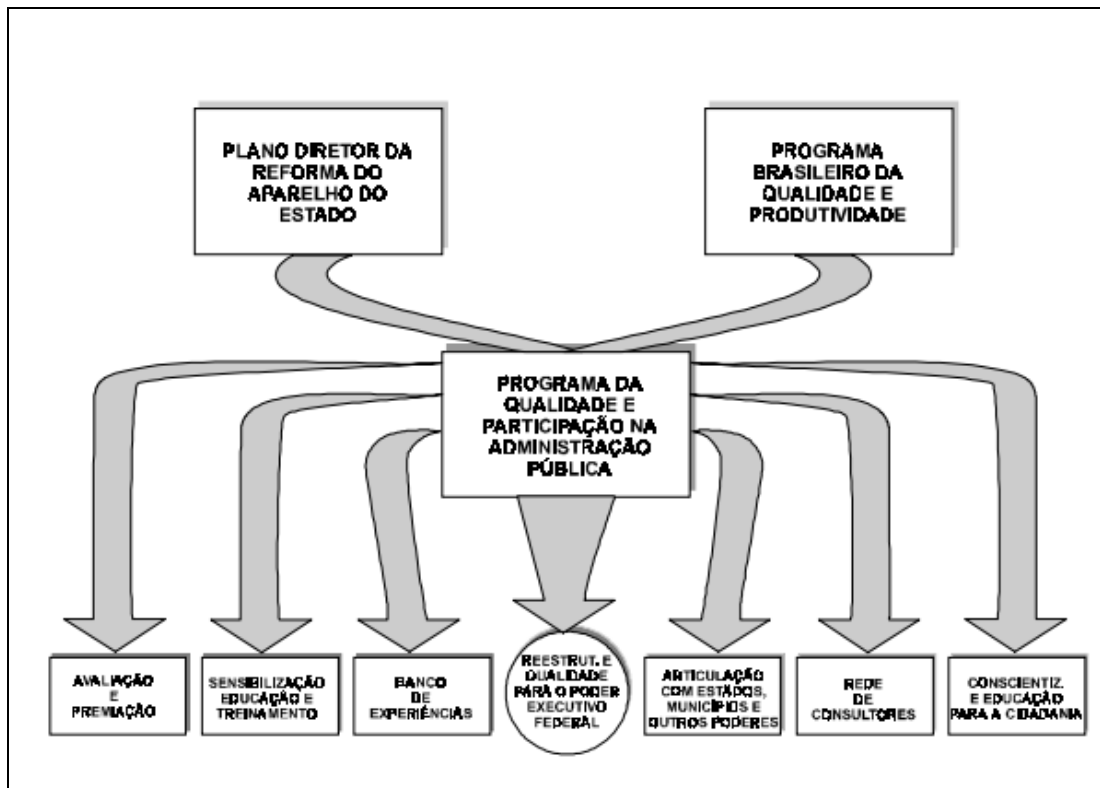 PLANO DIRETOR DA
REFORMA DO
APARELHO DO
ESTADO
PROGRAMA
BRASILEIRO DA
QUALIDADE E
PRODUTIVIDADE
PROGRAMA DA
QUALIDADE E
PARTICIPAÇÃO NA
ADMINISTRAÇÃO
PÚBLICA
AVALIAÇÃO
E
PREMIAÇÃO
SENSIBILIZAÇÃO
EDUCAÇÃO E
TREINAMENTO
BANCO
DE
EXPERIÊNCIAS
REESTRUT. E
QUALIDADE
PARA O PODER
EXECUTIVO
FEDERAL
ARTICULAÇÃO
COM ESTADOS,
MUNICÍPIOS E
OUTROS PODERES
REDE
DE
CONSULTORES
CONSCIENTIZ.
E EDUCAÇÃO
PARA A CIDADANIA